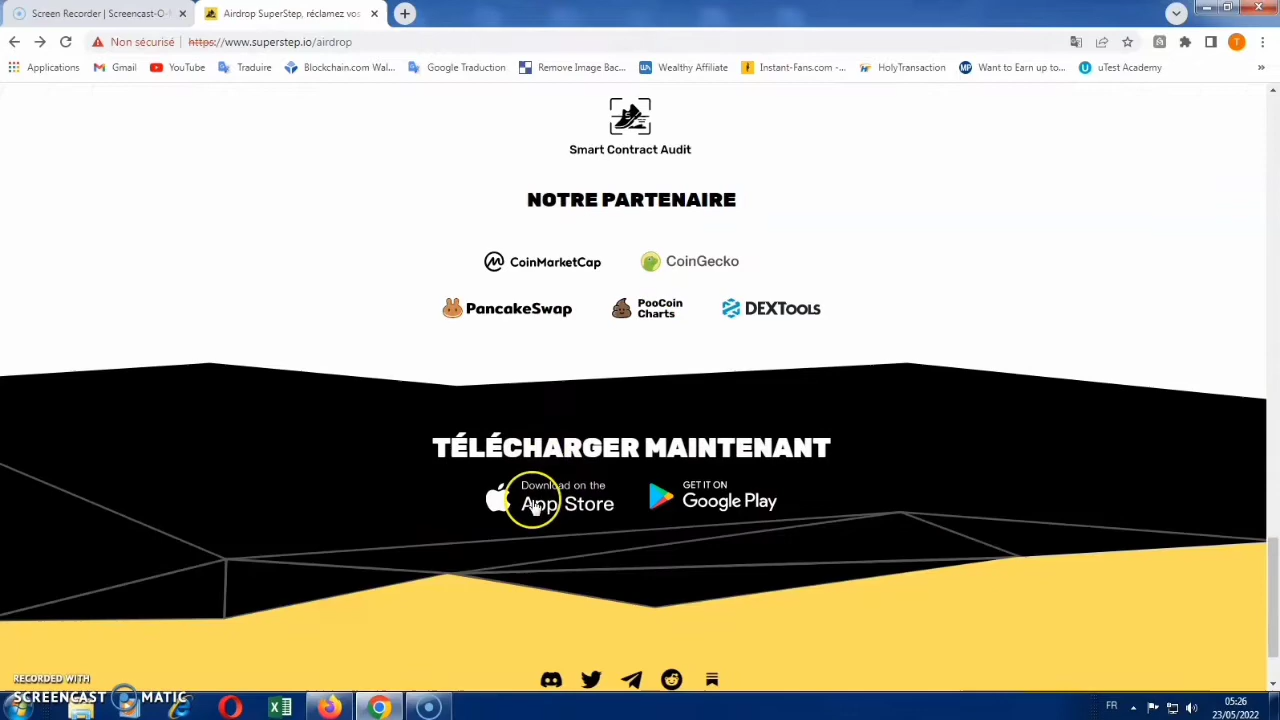 Screen Recorder | Screencast-O-
Airdrop SuperStep, réclamez vos
Non sécurisé
https://www.superstep.io/airdrop
T
Applications
Gmail
YouTube
Traduire
Blockchain.com Wal...
Google Traduction
Remove Image Bac...
Wealthy Affiliate
Instant-Fans.com -...
HolyTransaction
MP
Want to Earn up to...
uTest Academy
»
Smart Contract Audit
NOTRE PARTENAIRE
CoinMarketCap
CoinGecko
PancakeSwap
PooCoin
Charts
DEXTools
TÉLÉCHARGER MAINTENANT
Download on the
App Store
GET IT ON
Google Play
RECORDED WITH
SCREENCAST MATIC
FR
05:26
23/05/2022